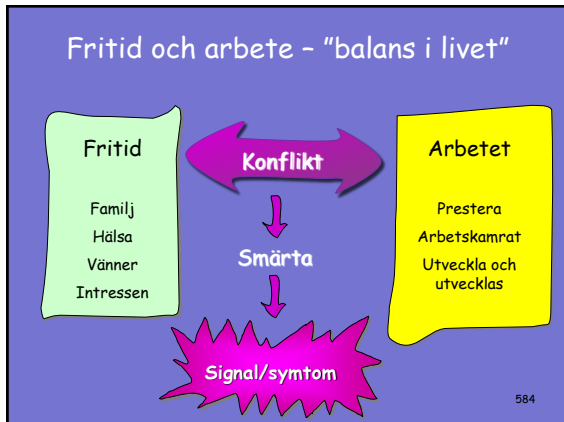 Fritid och arbete – ”balans i livet”
Fritid
Familj
Hälsa
Vänner
Intressen
Konflikt
Smärta
Signal/symtom
Arbetet
Prestera
Arbetskamrat
Utveckla och
utvecklas
584